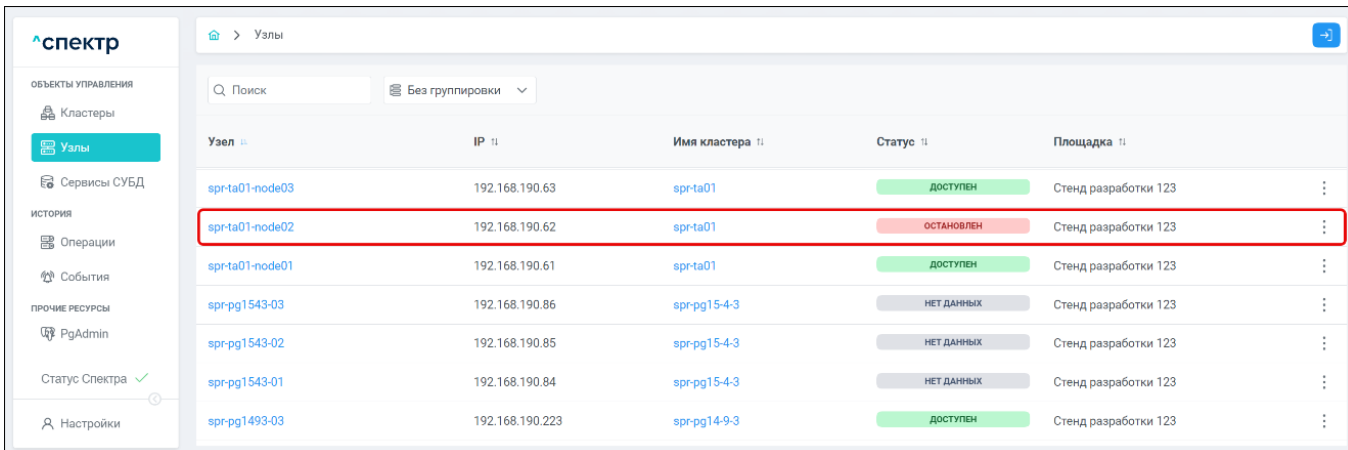 ^спектр
ОБЪЕКТЫ УПРАВЛЕНИЯ
Кластеры
Узлы
Сервисы СУБД
ИСТОРИЯ
Операции
События
ПРОЧИЕ РЕСУРСЫ
PgAdmin
Статус Спектра
Настройки
> Узлы
Поиск Без группировки
Узел IP Имя кластера Статус Площадка
spr-ta01-node03 192.168.190.63 spr-ta01 ДОСТУПЕН Стенд разработки 123
spr-ta01-node02 192.168.190.62 spr-ta01 ОСТАНОВЛЕН Стенд разработки 123
spr-ta01-node01 192.168.190.61 spr-ta01 ДОСТУПЕН Стенд разработки 123
spr-pg1543-03 192.168.190.86 spr-pg15-4-3 НЕТ ДАННЫХ Стенд разработки 123
spr-pg1543-02 192.168.190.85 spr-pg15-4-3 НЕТ ДАННЫХ Стенд разработки 123
spr-pg1543-01 192.168.190.84 spr-pg15-4-3 НЕТ ДАННЫХ Стенд разработки 123
spr-pg1493-03 192.168.190.223 spr-pg14-9-3 ДОСТУПЕН Стенд разработки 123